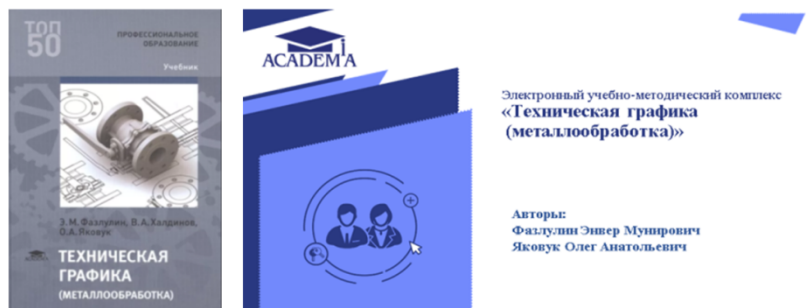 ТОП
50
ПРОФЕССИОНАЛЬНОЕ
ОБРАЗОВАНИЕ
Учебник
Э. М. Фазлулин, В. А. Халдинов,
О. А. Яковук
ACADEMA
ТЕХНИЧЕСКАЯ
ГРАФИКА
(МЕТАЛЛООБРАБОТКА)
ACADEMiA
Электронный учебно-методический комплекс
«Техническая графика
(металлообработка)»
Авторы:
Фазлулин Энвер Мунирович
Яковук Олег Анатольевич